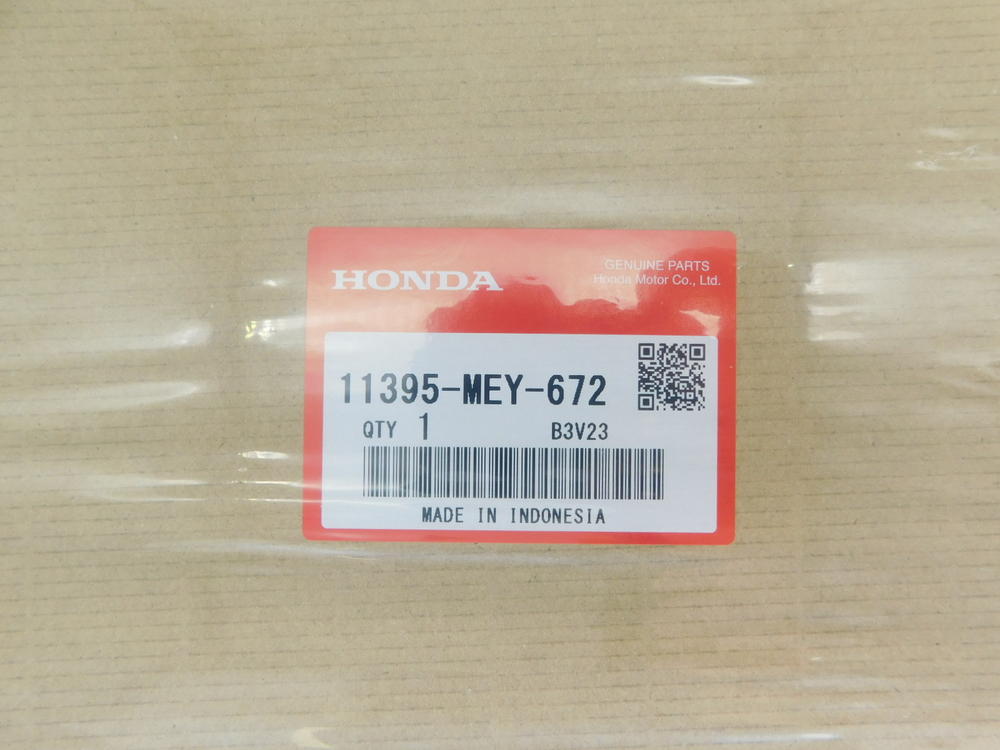 HONDA
GENUINE PARTS
Honda Motor Co., Ltd.
11395-MEY-672
QTY 1 B3V23
MADE IN INDONESIA